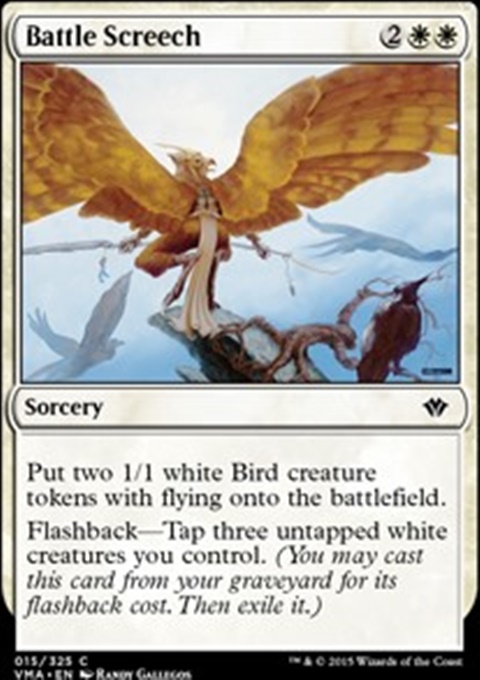 Battle Screech 2
Sorcery
Put two 1/1 white Bird creature
tokens with flying onto the battlefield.
Flashback—Tap three untapped white
creatures you control. (You may cast
this card from your graveyard for its
flashback cost. Then exile it.)
015/325 C
VMA • EN Randy Gallegos
™ & © 2015 Wizards of the Coast